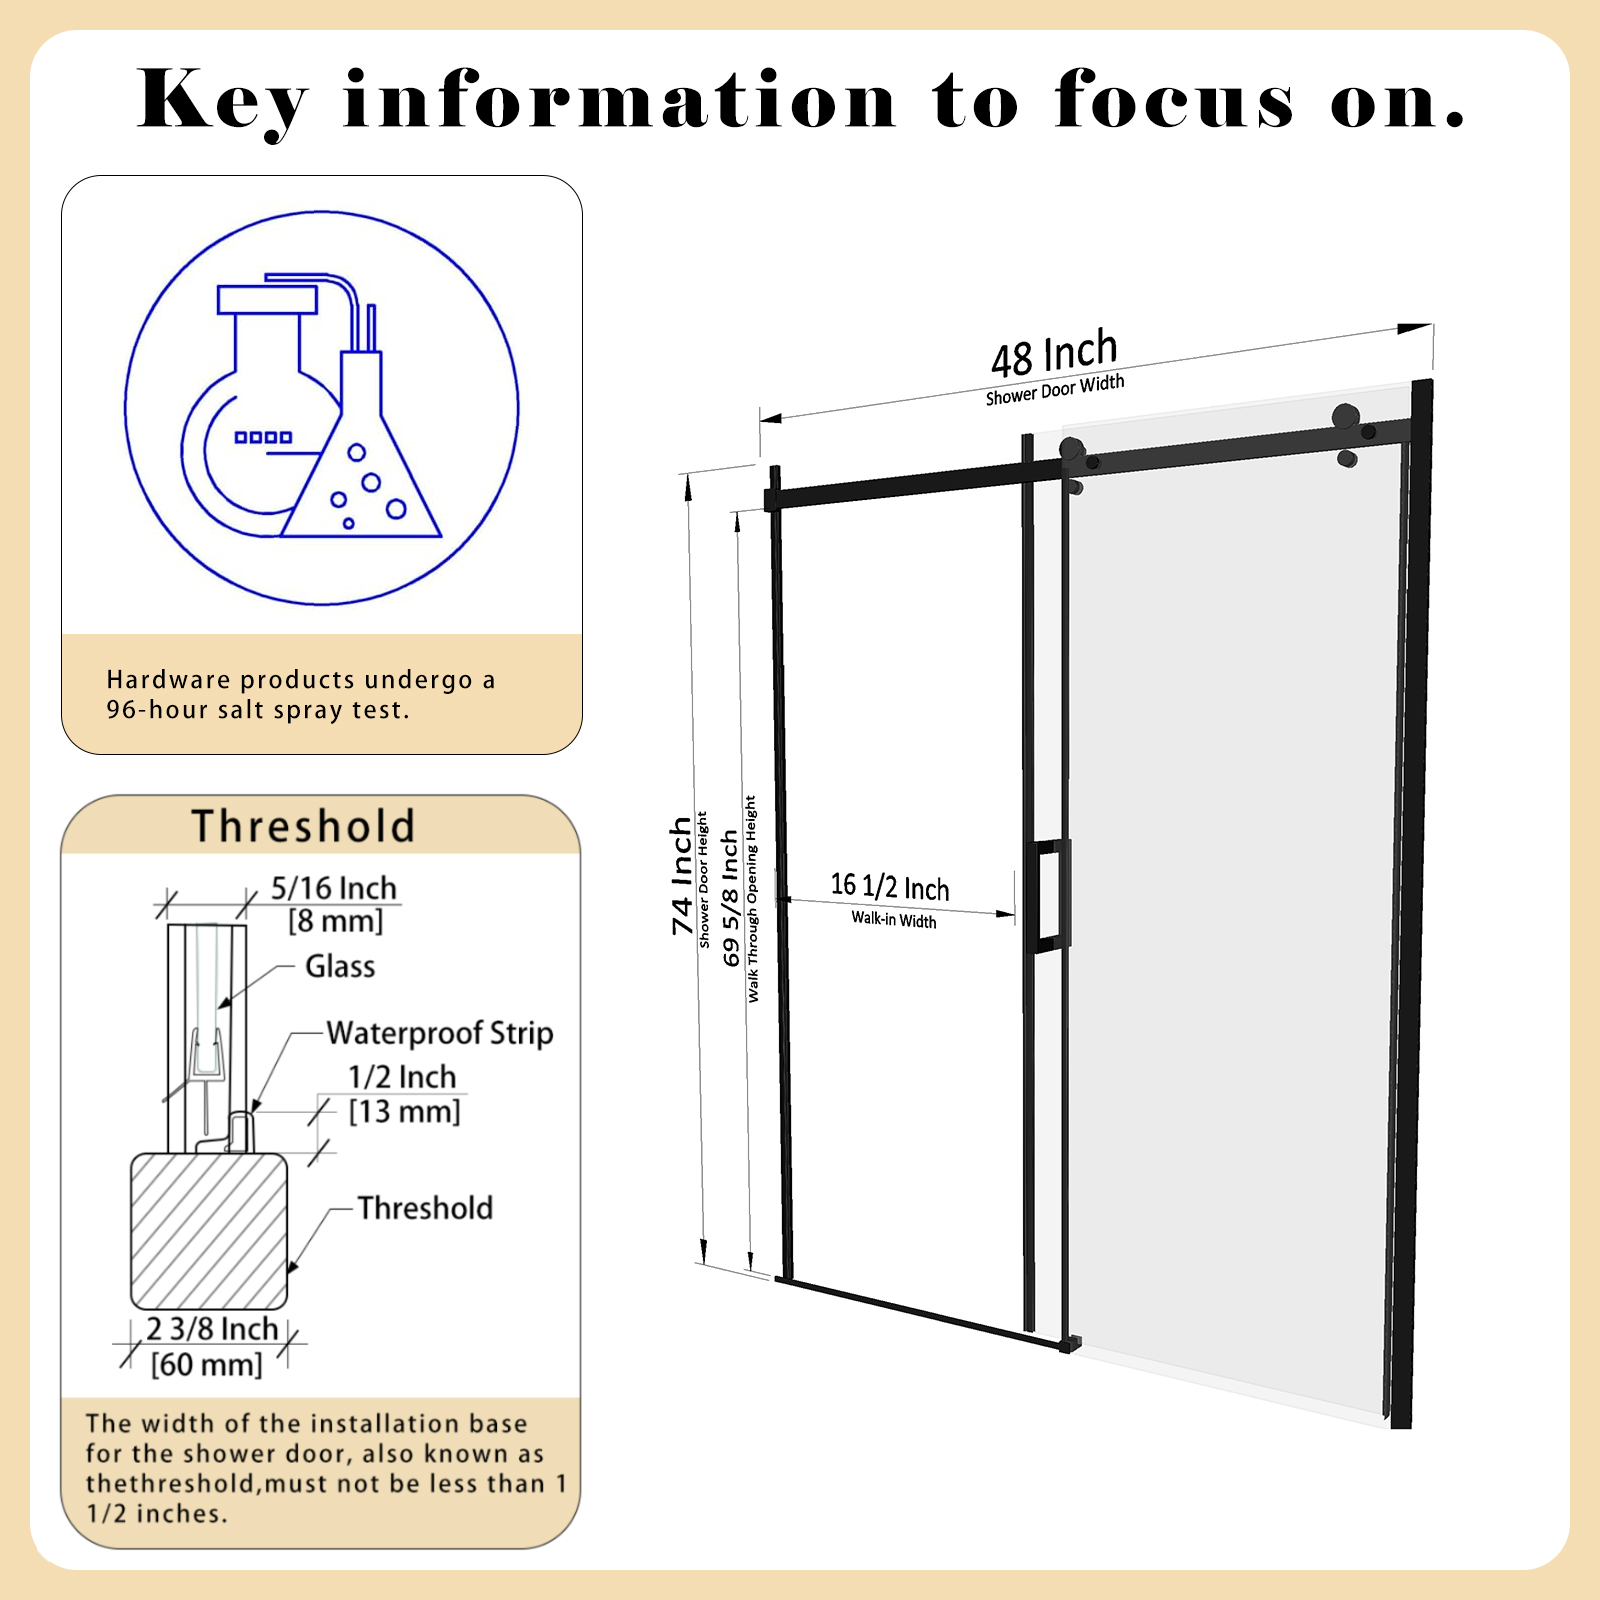 Key information to focus on.
Hardware products undergo a
96-hour salt spray test.
Threshold
5/16 Inch
[8 mm]
Glass
Waterproof Strip
1/2 Inch
[13 mm]
Threshold
2 3/8 Inch
[60 mm]
The width of the installation base
for the shower door, also known as
thethreshold,must not be less than 1
1/2 inches.
48 Inch
Shower Door Width
74 Inch
Shower Door Height
69 5/8 Inch
Walk Through Opening Height
16 1/2 Inch
Walk-in Width